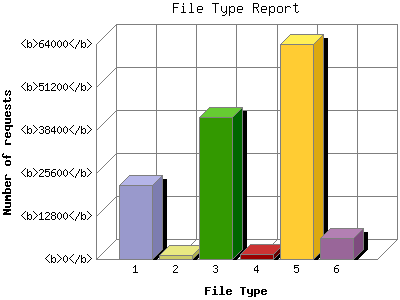 File Type Report
<b>64000</b>
<b>51200</b>
<b>38400</b>
<b>25600</b>
<b>12800</b>
<b>0</b>
Number of requests
1 2 3 4 5 6
File Type